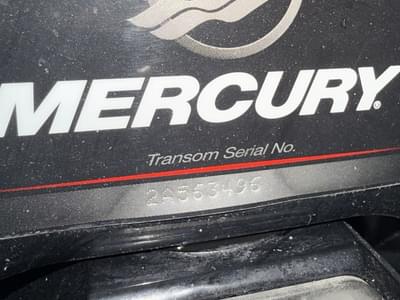 MERCURY®
Transom Serial No.
2A563496